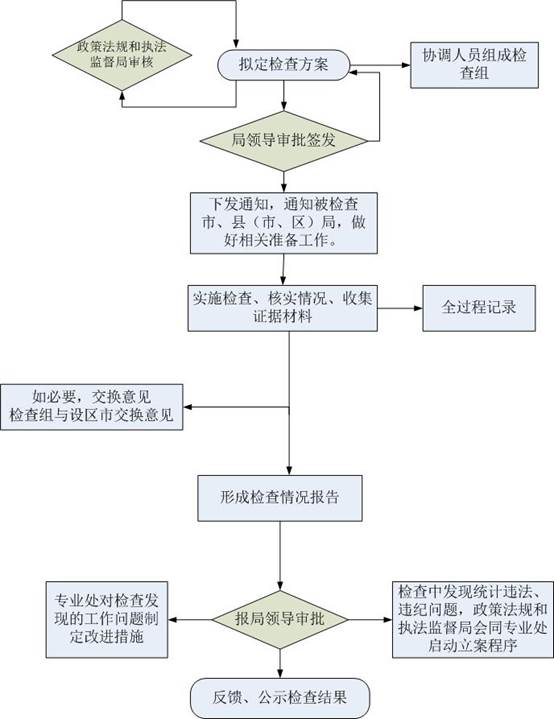 政策法规和执法
监督局审核
拟定检查方案
协调人员组成检
查组
局领导审批签发
下发通知，通知被检查
市、县（市、区）局，做
好相关准备工作。
实施检查、核实情况、收集
证据材料
全过程记录
如必要，交换意见
检查组与设区市交换意见
形成检查情况报告
专业处对检查发
现的工作问题制
定改进措施
报局领导审批
检查中发现统计违法、
违纪问题，政策法规和
执法监督局会同专业处
启动立案程序
反馈、公示检查结果